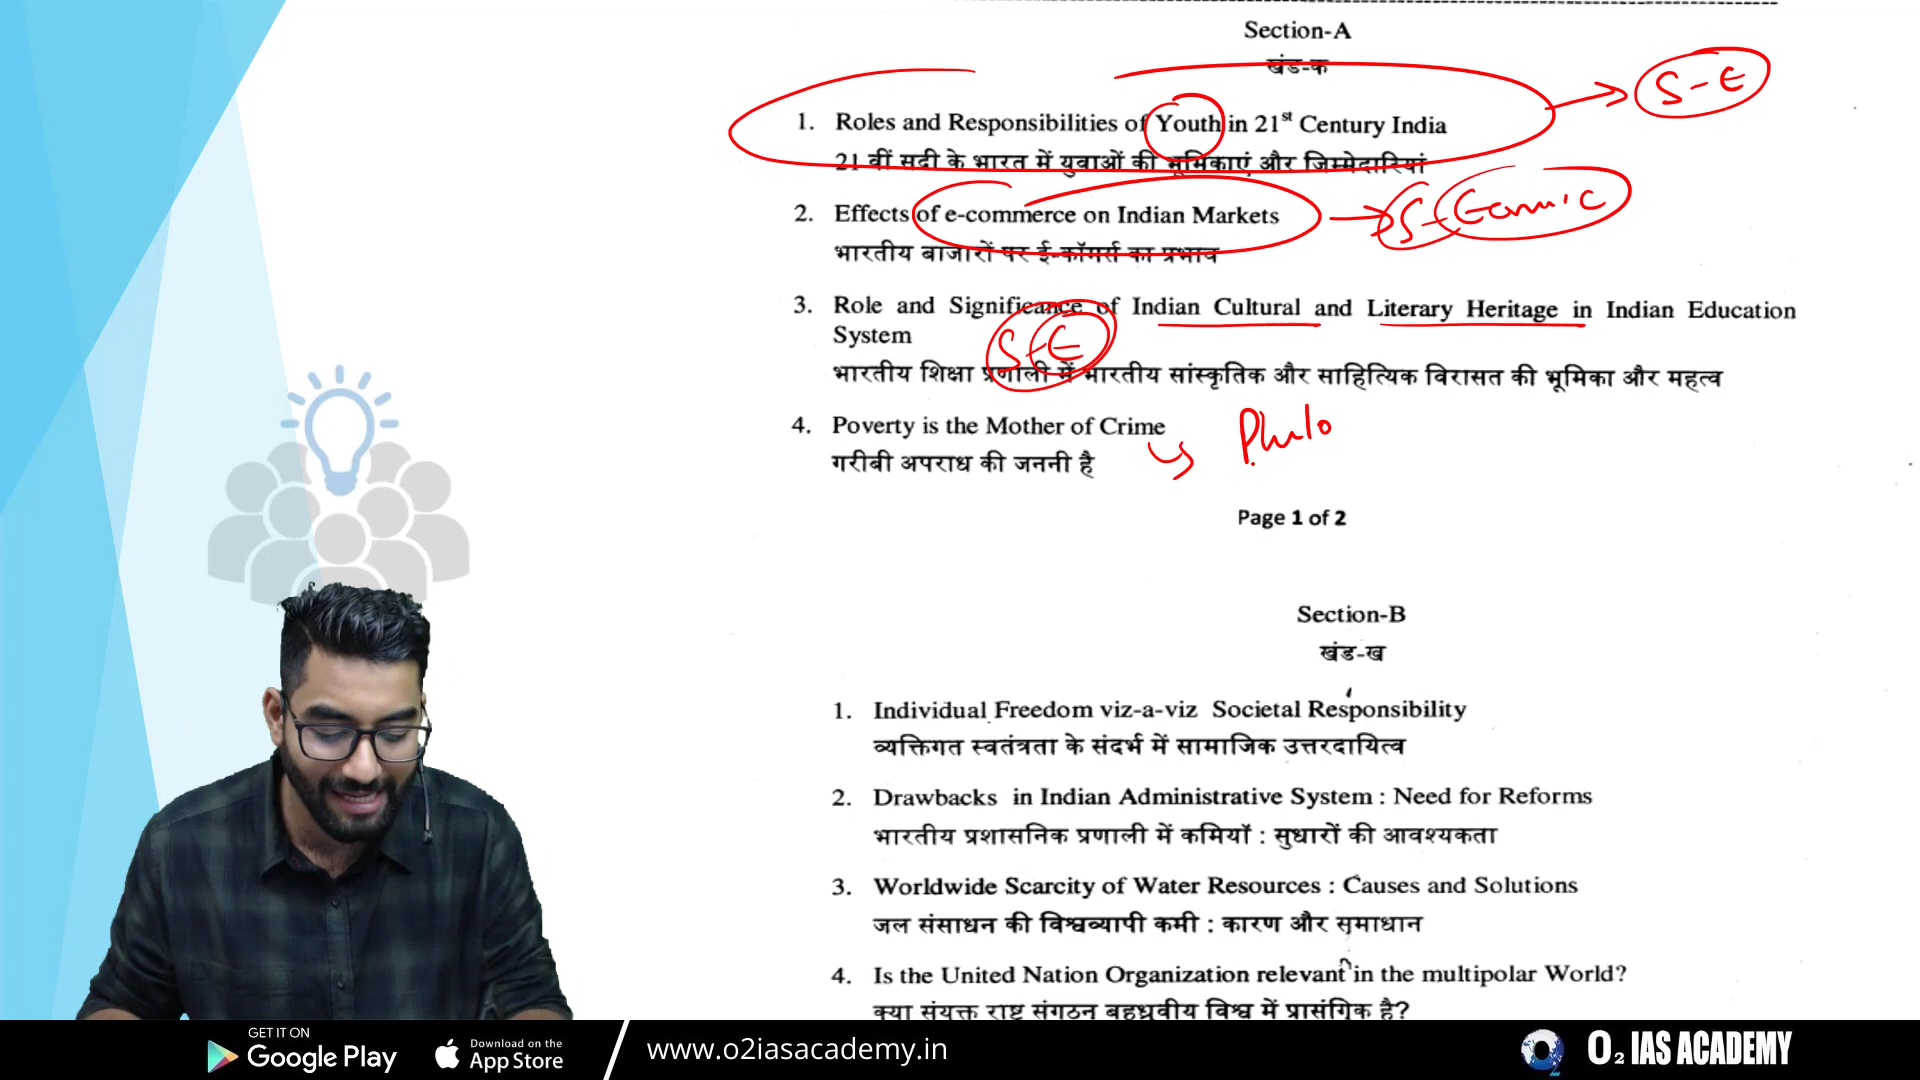 Section-A
खंड-क
1. Roles and Responsibilities of Youth in 21st Century India
21 वीं सदी के भारत में युवाओं की भूमिकाएं और जिम्मेदारियां
S-E
2. Effects of e-commerce on Indian Markets
भारतीय बाजारों पर ई-कॉमर्स का प्रभाव
3. Role and Significance of Indian Cultural and Literary Heritage in Indian Education
System
S-E
भारतीय शिक्षा प्रणाली में भारतीय सांस्कृतिक और साहित्यिक विरासत की भूमिका और महत्व
4. Poverty is the Mother of Crime
गरीबी अपराध की जननी है
Philo
Page 1 of 2
Section-B
खंड-ख
1. Individual Freedom viz-a-viz Societal Responsibility
व्यक्तिगत स्वतंत्रता के संदर्भ में सामाजिक उत्तरदायित्व
2. Drawbacks in Indian Administrative System : Need for Reforms
भारतीय प्रशासनिक प्रणाली में कमियॉ : सुधारों की आवश्यकता
3. Worldwide Scarcity of Water Resources : Causes and Solutions
जल संसाधन की विश्वव्यापी कमी : कारण और समाधान
4. Is the United Nation Organization relevant in the multipolar World?
क्या संयुक्त राष्ट्र संगठन बहुध्रुवीय विश्व में प्रासंगिक है?
GET IT ON
Google Play
Download on the
App Store
www.o2iasacademy.in
O2 IAS ACADEMY